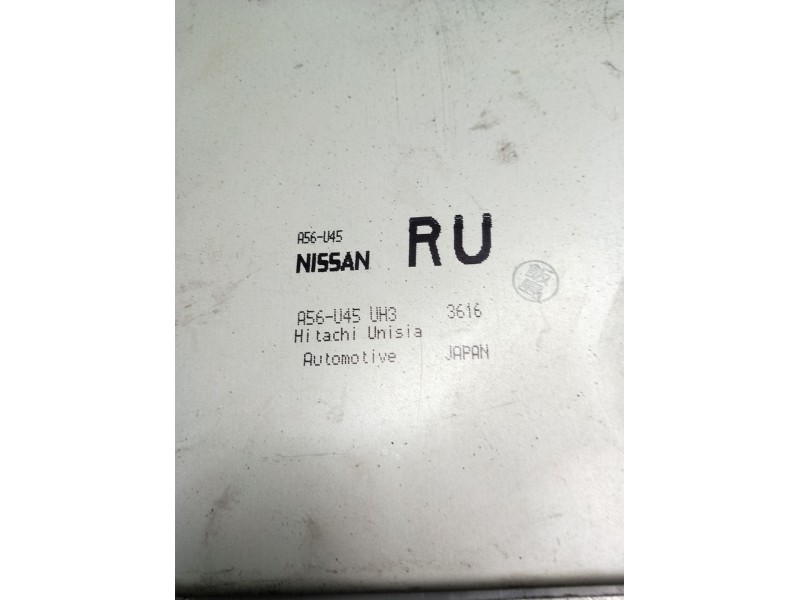 A56-U45
NISSAN RU
A56-U45 UH3 3616
Hitachi Unisia
Automotive JAPAN